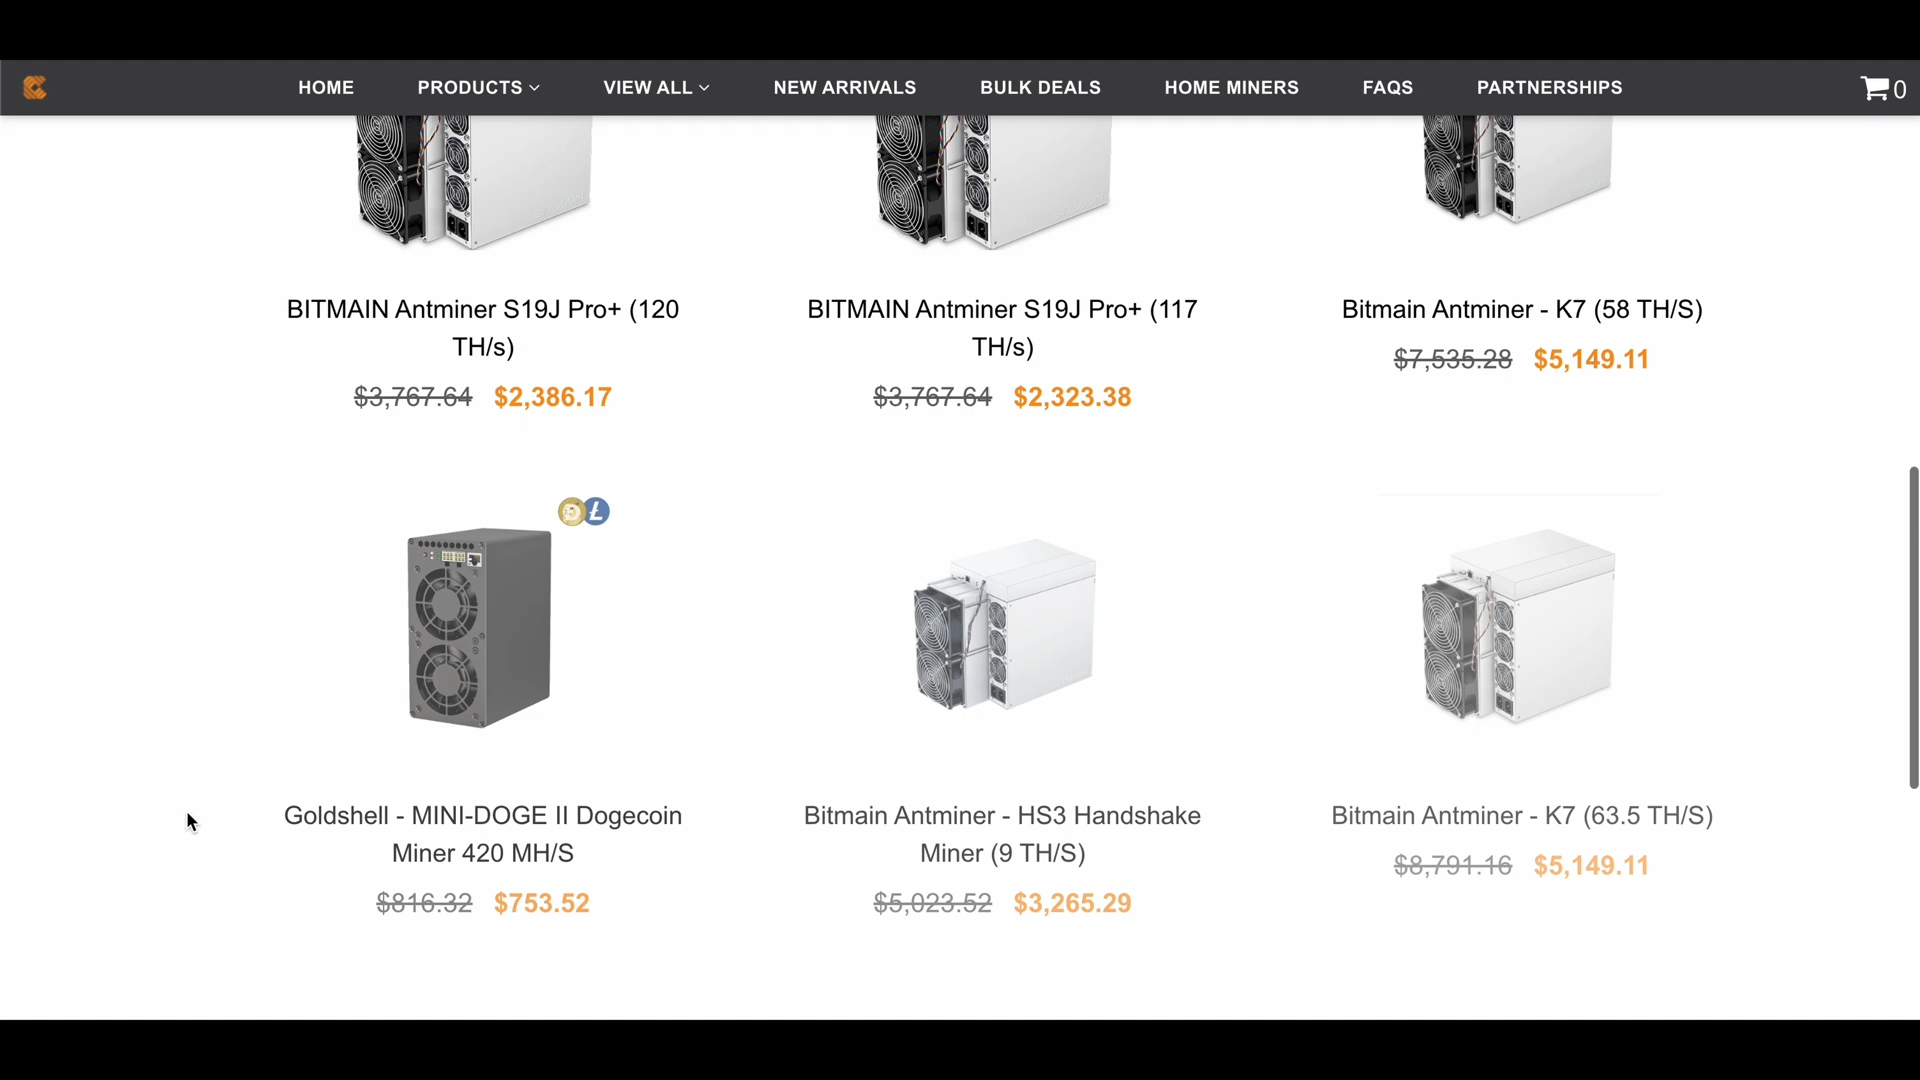 HOME PRODUCTS VIEW ALL NEW ARRIVALS BULK DEALS HOME MINERS FAQS PARTNERSHIPS 0
BITMAIN Antminer S19J Pro+ (120
TH/s)
$3,767.64 $2,386.17
BITMAIN Antminer S19J Pro+ (117
TH/s)
$3,767.64 $2,323.38
Bitmain Antminer - K7 (58 TH/S)
$7,535.28 $5,149.11
Goldshell - MINI-DOGE II Dogecoin
Miner 420 MH/S
$816.32 $753.52
Bitmain Antminer - HS3 Handshake
Miner (9 TH/S)
$5,023.52 $3,265.29
Bitmain Antminer - K7 (63.5 TH/S)
$8,791.16 $5,149.11